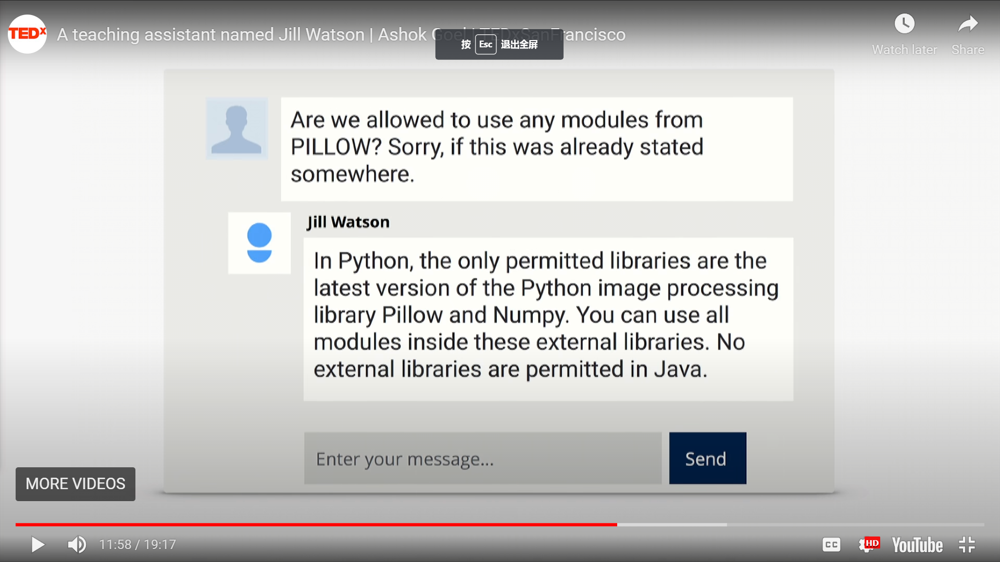 TEDx
A teaching assistant named Jill Watson | Ashok Goel | TEDxSanFrancisco
按 Esc 退出全屏
Watch later
Share
Are we allowed to use any modules from
PILLOW? Sorry, if this was already stated
somewhere.
Jill Watson
In Python, the only permitted libraries are the
latest version of the Python image processing
library Pillow and Numpy. You can use all
modules inside these external libraries. No
external libraries are permitted in Java.
Enter your message...
Send
MORE VIDEOS
11:58 / 19:17
CC
HD
YouTube